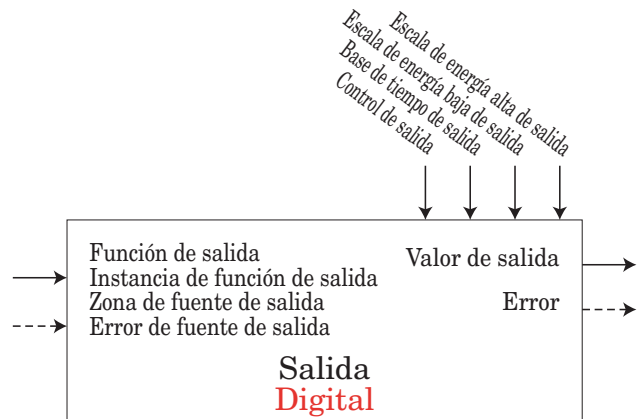 Escala de energía alta de salida
Escala de energía baja de salida
Base de tiempo de salida
Control de salida
Función de salida
Instancia de función de salida
Zona de fuente de salida
Error de fuente de salida
Valor de salida
Error
Salida
Digital